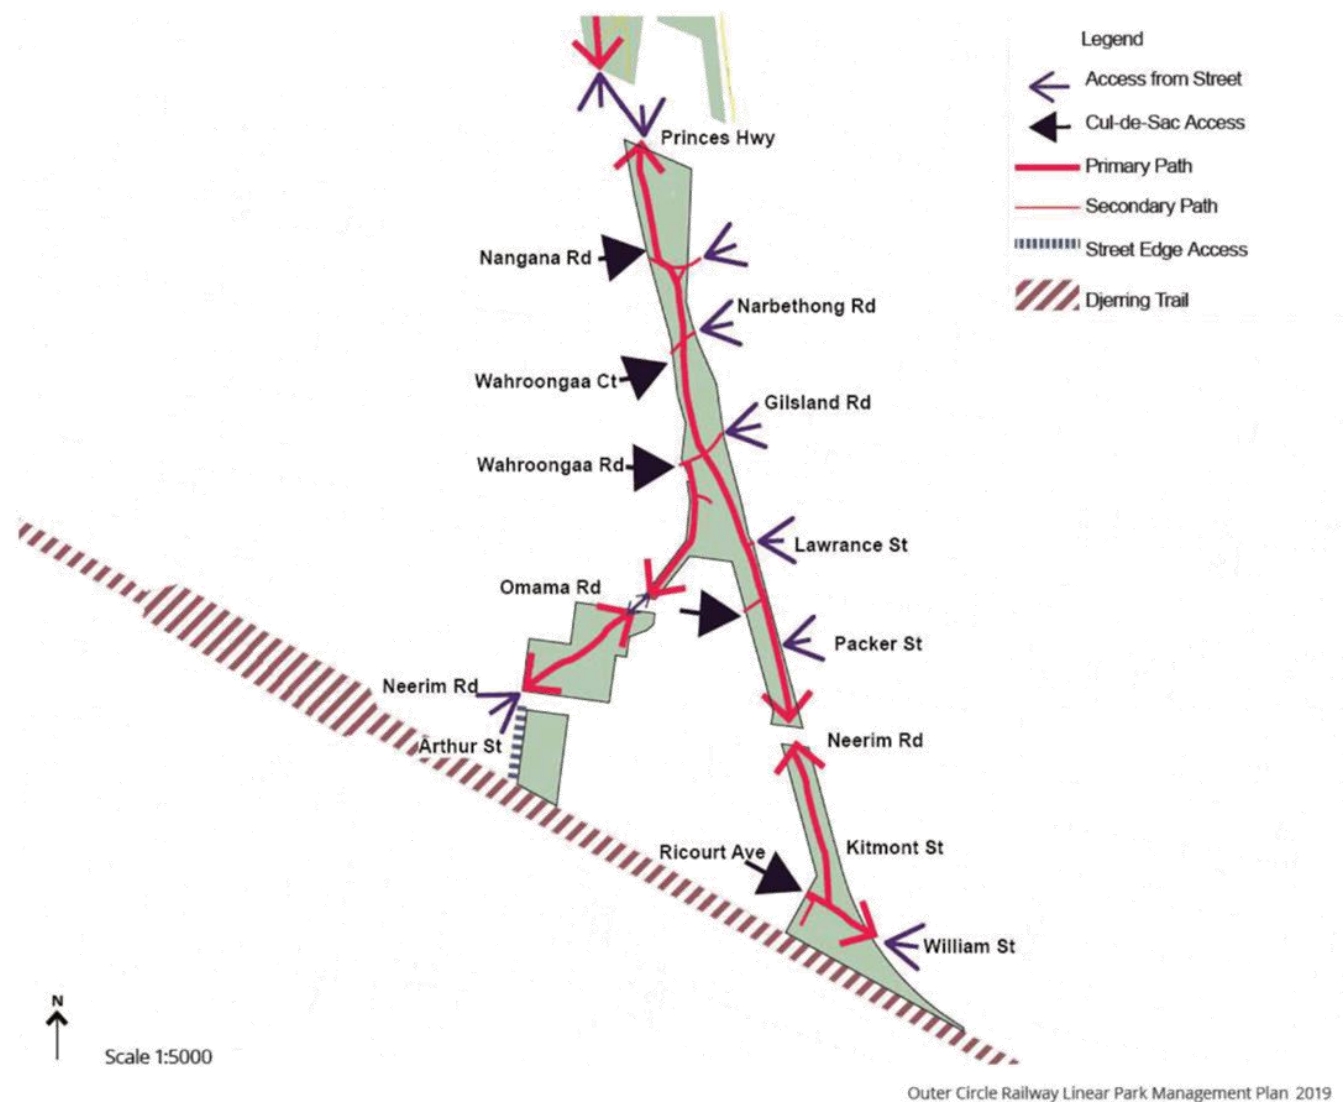 Legend
Access from Street
Cul-de-Sac Access
Primary Path
Secondary Path
Street Edge Access
Djerring Trail
Princes Hwy
Nangana Rd
Narbethong Rd
Wahroongaa Ct
Gilsland Rd
Wahroongaa Rd
Lawrance St
Omama Rd
Packer St
Neerim Rd
Arthur St
Neerim Rd
Ricourt Ave
Kitmont St
William St
N
Scale 1:5000
Outer Circle Railway Linear Park Management Plan 2019